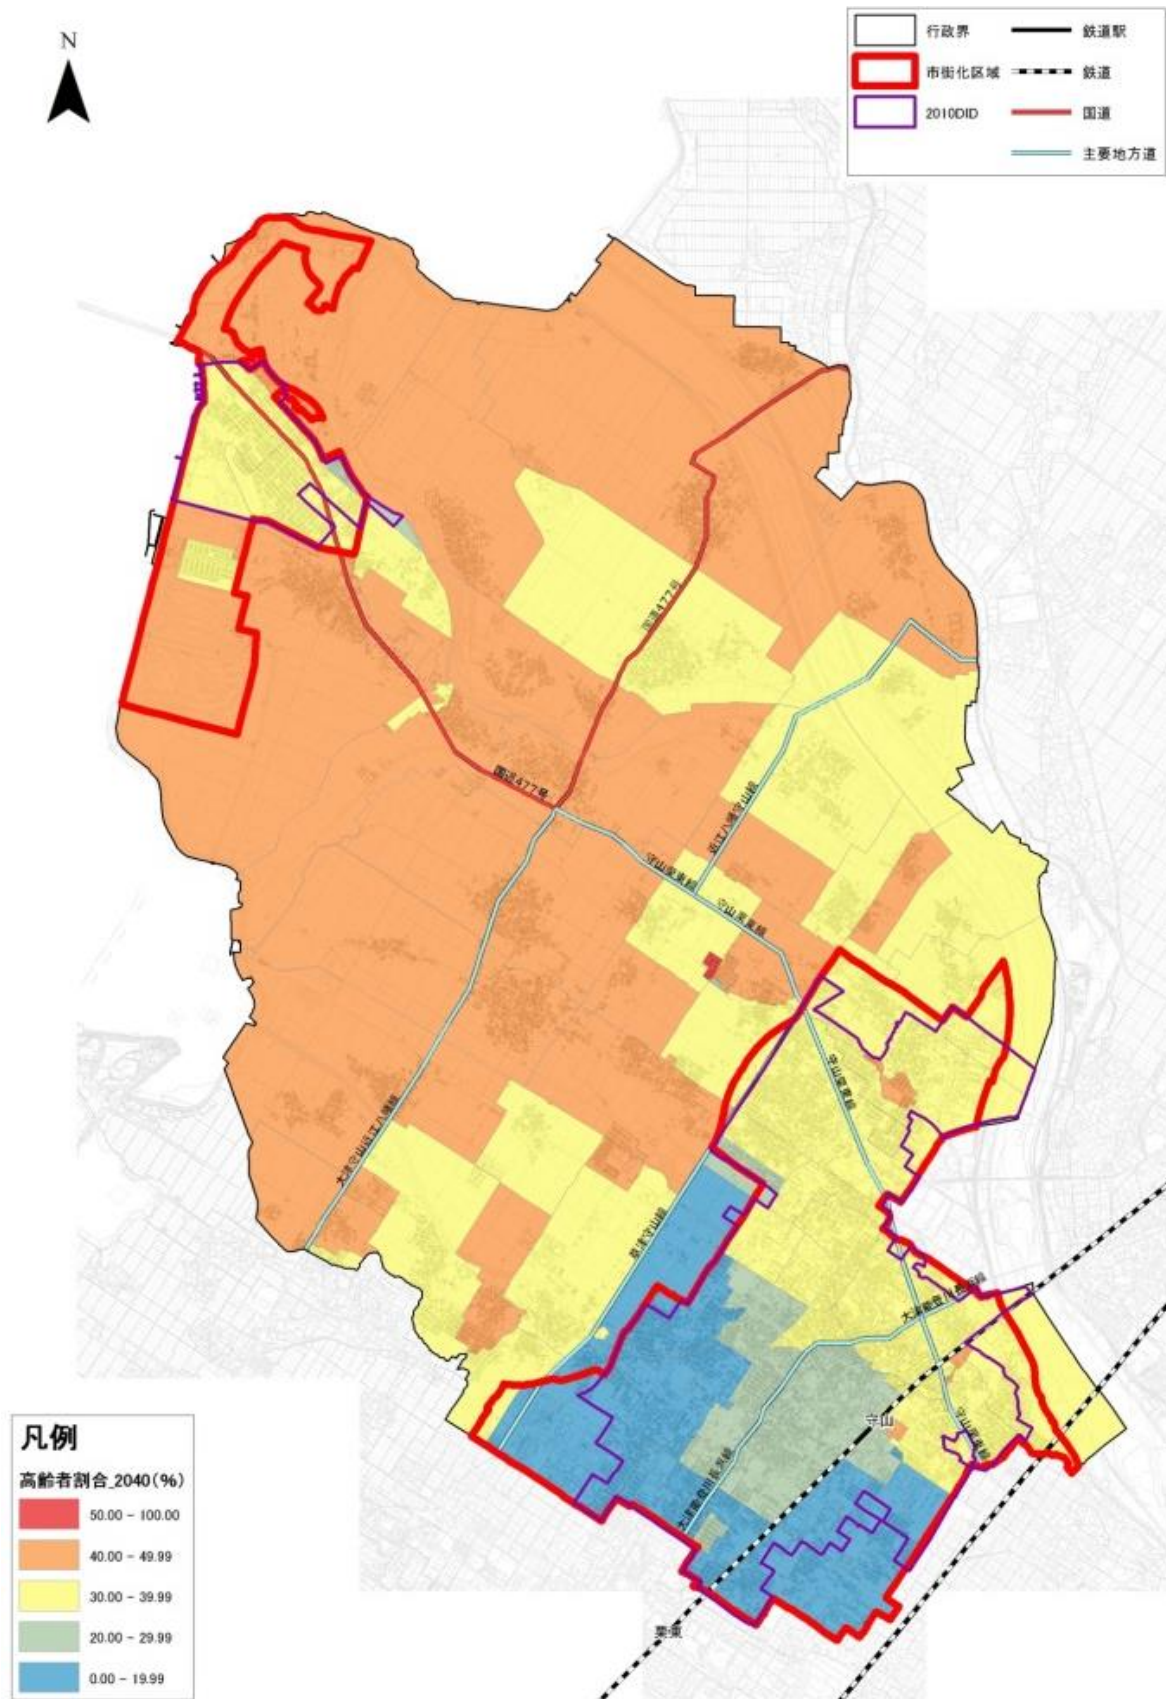 N
行政界
鉄道駅
市街化区域
鉄道
2010DID
国道
主要地方道
国道477号
国道477号
近江八幡守山線
守山栗東線
守山栗東線
守山栗東線
大津守山近江八幡線
草津守山線
大津能登川長浜線
守山
守山栗東線
大津能登川長浜線
栗東
凡例
高齢者割合_2040(%)
50.00 - 100.00
40.00 - 49.99
30.00 - 39.99
20.00 - 29.99
0.00 - 19.99